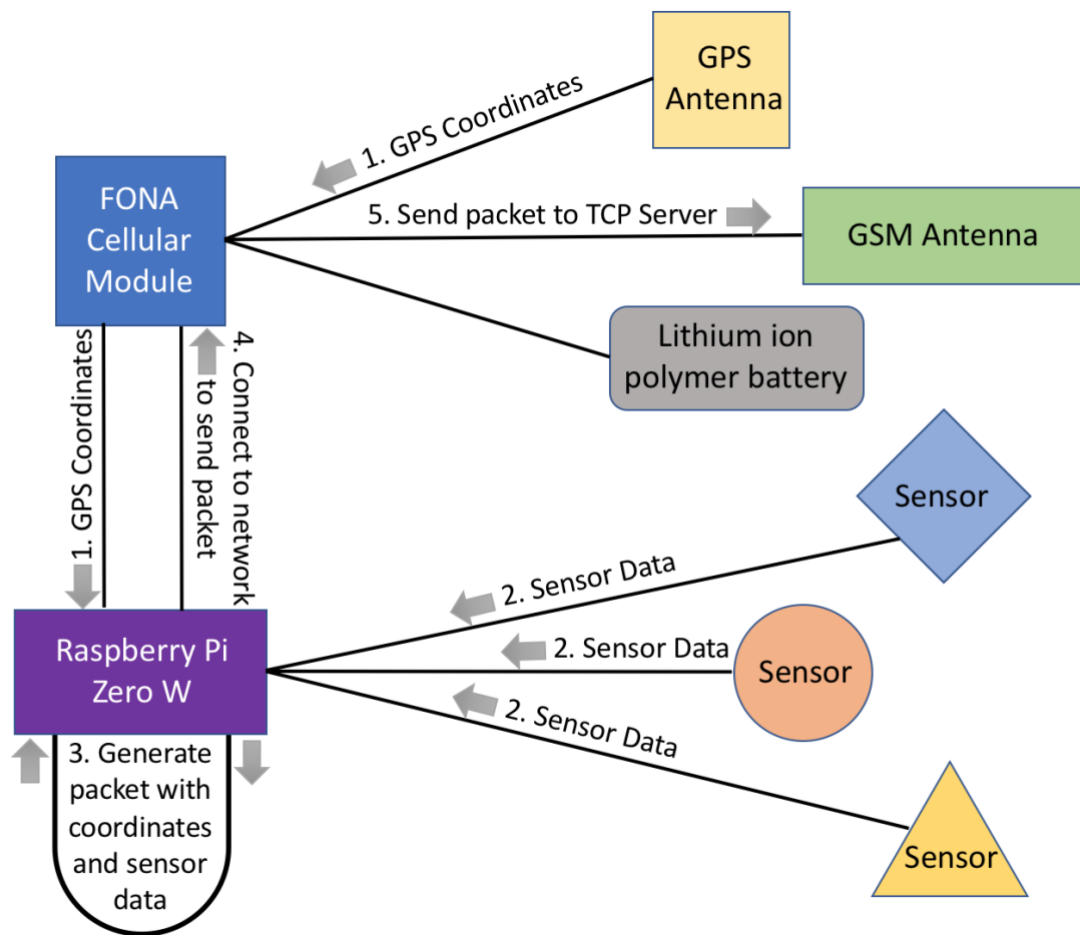 GPS
Antenna
1. GPS Coordinates
FONA
Cellular
Module
5. Send packet to TCP Server
GSM Antenna
Lithium ion
polymer battery
1. GPS Coordinates
4. Connect to network
to send packet
Sensor
2. Sensor Data
Raspberry Pi
Zero W
2. Sensor Data
Sensor
2. Sensor Data
Sensor
3. Generate
packet with
coordinates
and sensor
data